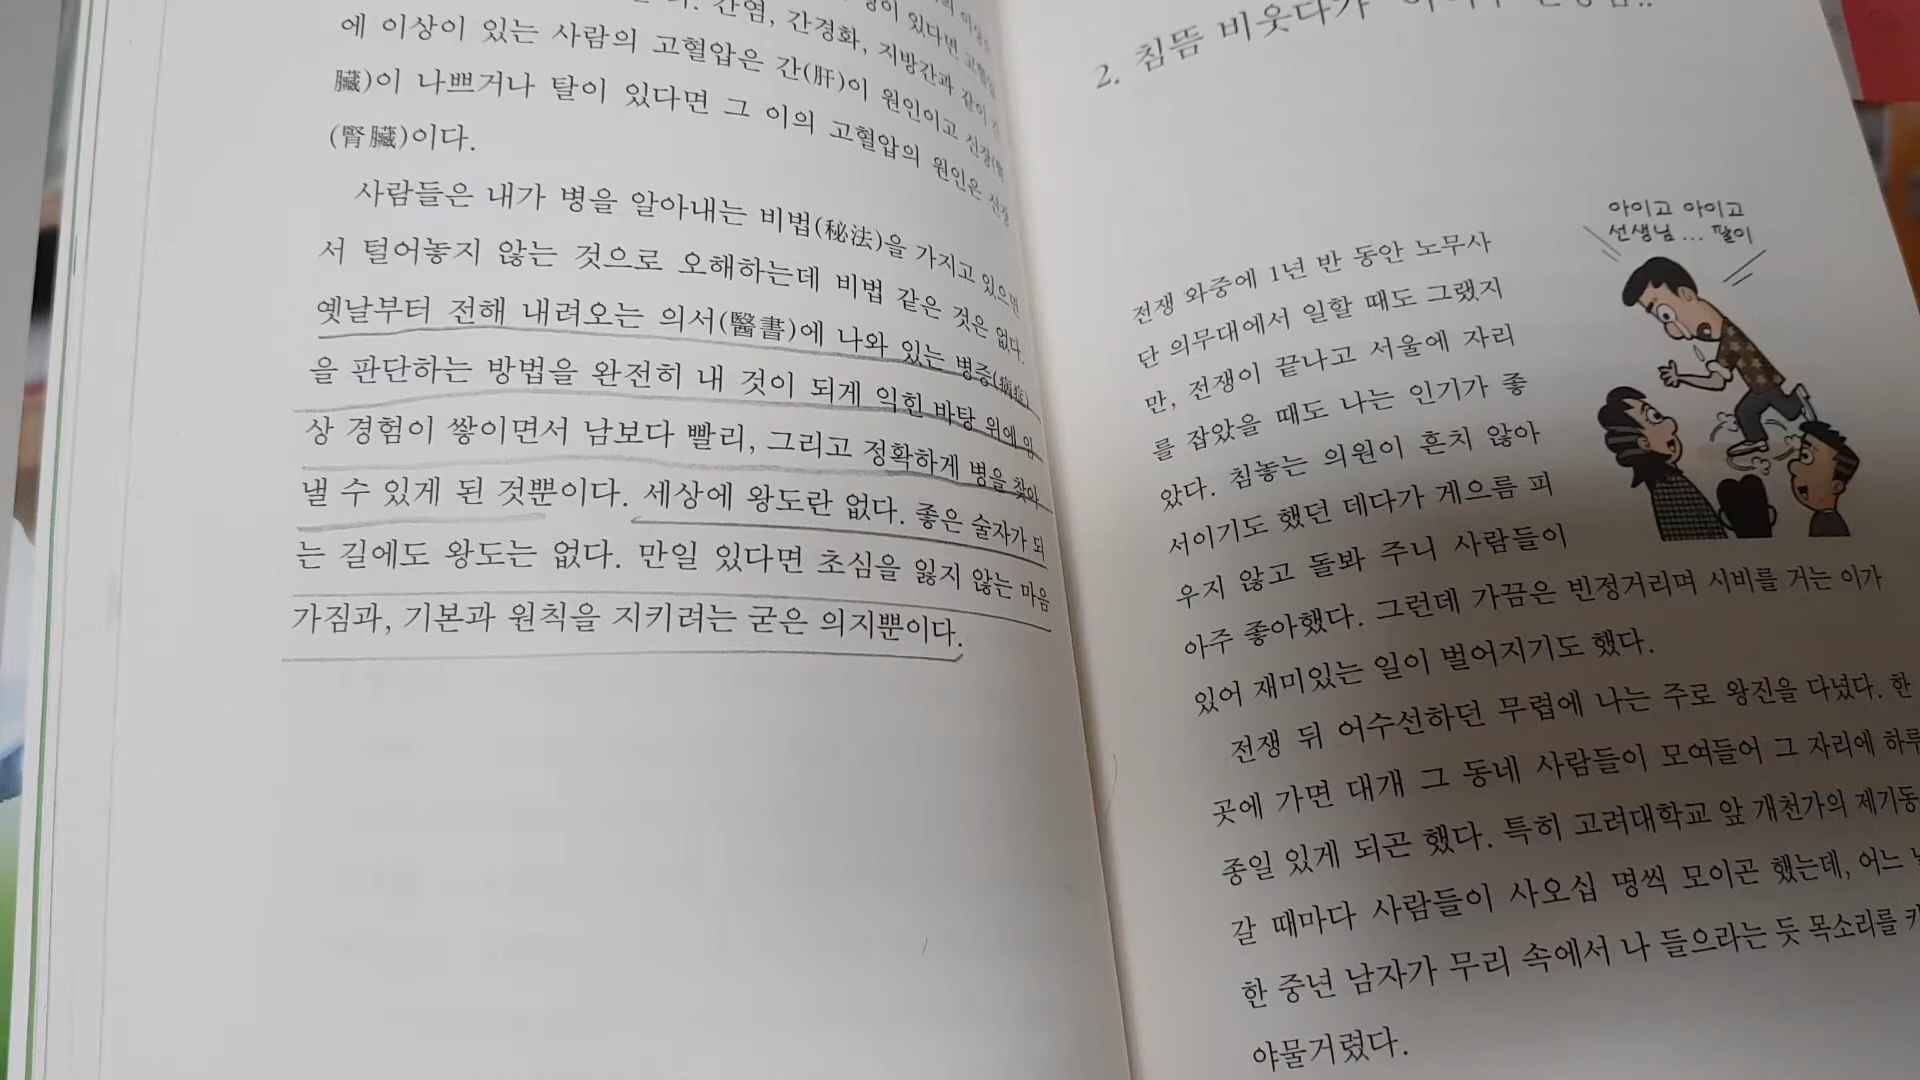 간염, 간경화, 지방간과 같이
에 이상이 있는 사람의 고혈압은 간(肝)이 원인이고 신장(腎
臟)이 나쁘거나 탈이 있다면 그 이의 고혈압의 원인은 신장
(腎臟)이다.
사람들은 내가 병을 알아내는 비법(秘法)을 가지고 있으면
서 털어놓지 않는 것으로 오해하는데 비법 같은 것은 없다.
옛날부터 전해 내려오는 의서(醫書)에 나와 있는 병증(病症)
을 판단하는 방법을 완전히 내 것이 되게 익힌 바탕 위에 임
상 경험이 쌓이면서 남보다 빨리, 그리고 정확하게 병을 찾아
낼 수 있게 된 것뿐이다. 세상에 왕도란 없다. 좋은 술자가 되
는 길에도 왕도는 없다. 만일 있다면 초심을 잃지 않는 마음
가짐과, 기본과 원칙을 지키려는 굳은 의지뿐이다.
2. 침뜸 비웃다가
아이고 아이고
선생님... 팔이
전쟁 와중에 1년 반 동안 노무사
단 의무대에서 일할 때도 그랬지
만, 전쟁이 끝나고 서울에 자리
를 잡았을 때도 나는 인기가 좋
았다. 침놓는 의원이 흔치 않아
서이기도 했던 데다가 게으름 피
우지 않고 돌봐 주니 사람들이
아주 좋아했다. 그런데 가끔은 빈정거리며 시비를 거는 이가
있어 재미있는 일이 벌어지기도 했다.
전쟁 뒤 어수선하던 무렵에 나는 주로 왕진을 다녔다. 한
곳에 가면 대개 그 동네 사람들이 모여들어 그 자리에 하루
종일 있게 되곤 했다. 특히 고려대학교 앞 개천가의 제기동
갈 때마다 사람들이 사오십 명씩 모이곤 했는데, 어느
한 중년 남자가 무리 속에서 나 들으라는 듯 목소리를
야물거렸다.